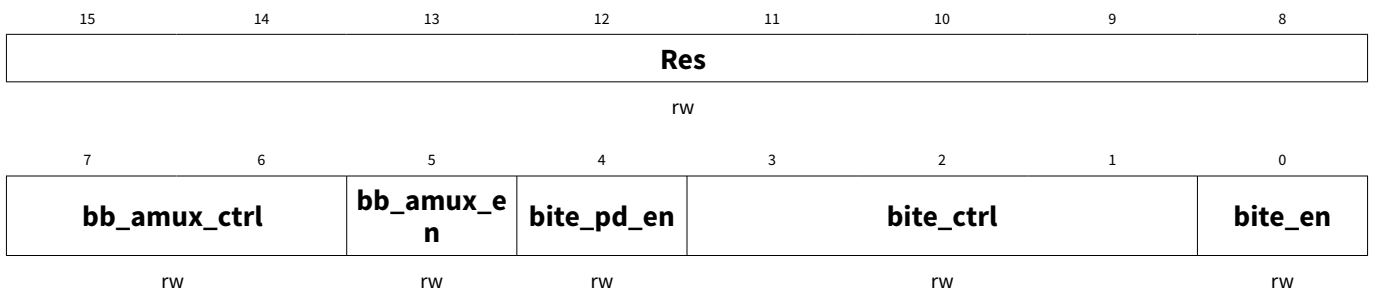 15 14 13 12 11 10 9 8
Res
rw
7 6 5 4 3 2 1 0
bb_amux_ctrl bb_amux_e bite_pd_en bite_ctrl bite_en
n
rw rw rw rw rw